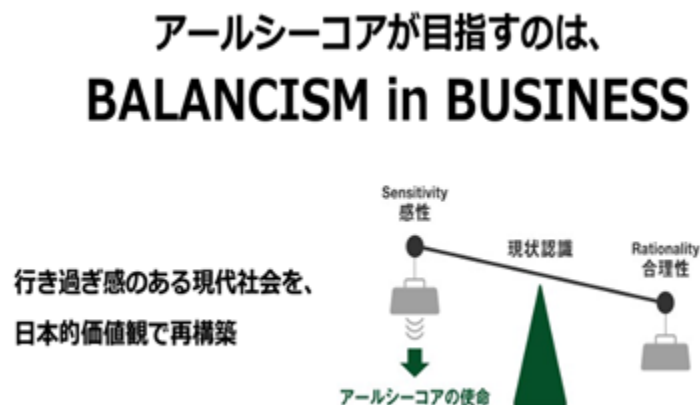 アールシーコアが目指すのは、
BALANCISM in BUSINESS
Sensitivity
感性
現状認識
Rationality
合理性
行き過ぎ感のある現代社会を、
日本的価値観で再構築
アールシーコアの使命